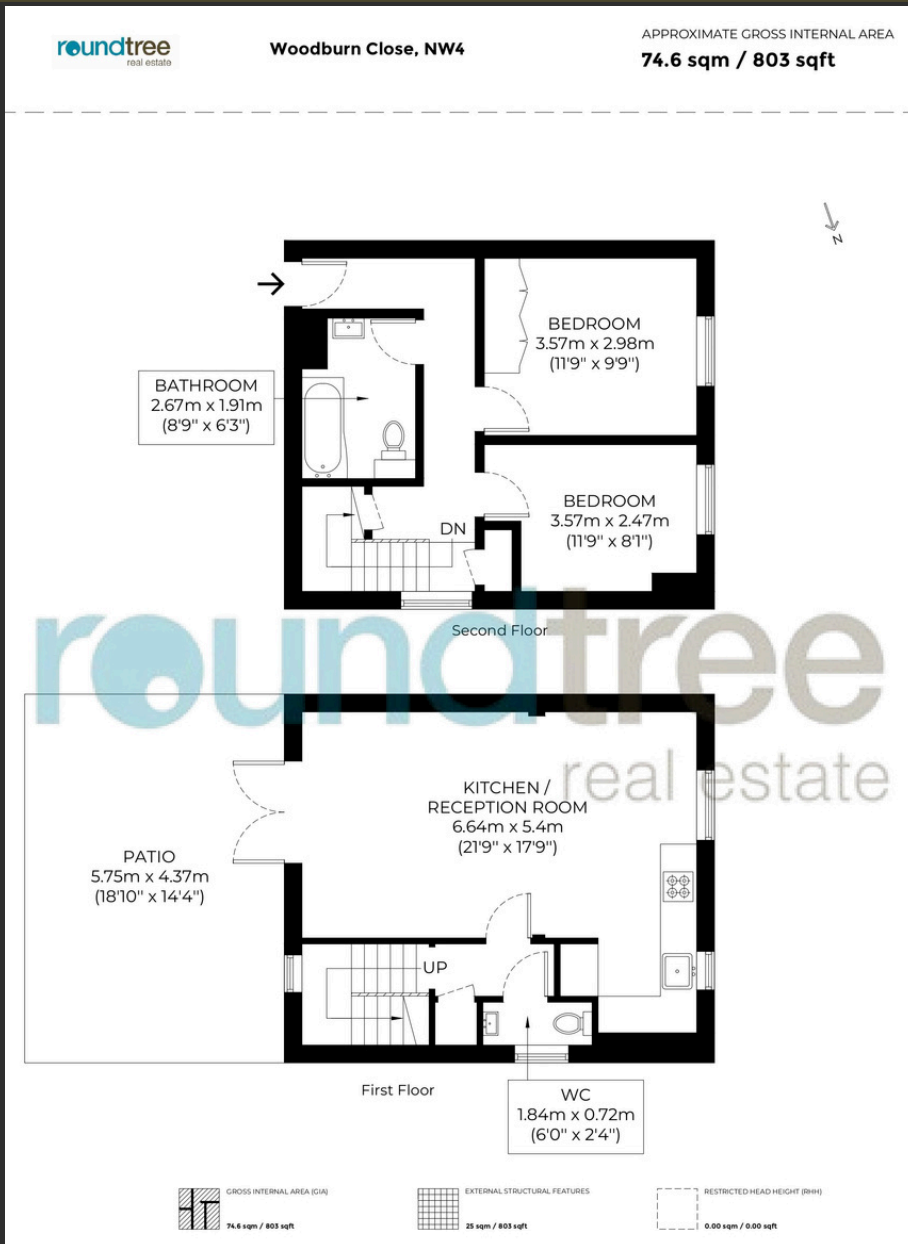 roundtree
real estate
Woodburn Close, NW4
APPROXIMATE GROSS INTERNAL AREA
74.6 sqm / 803 sqft
N
BEDROOM
3.57m x 2.98m
(11'9" x 9'9")
BATHROOM
2.67m x 1.91m
(8'9" x 6'3")
BEDROOM
3.57m x 2.47m
(11'9" x 8'1")
DN
Second Floor
roundtree
real estate
KITCHEN /
RECEPTION ROOM
6.64m x 5.4m
(21'9" x 17'9")
PATIO
5.75m x 4.37m
(18'10" x 14'4")
UP
First Floor
WC
1.84m x 0.72m
(6'0" x 2'4")
GROSS INTERNAL AREA (GIA)
74.6 sqm / 803 sqft
EXTERNAL STRUCTURAL FEATURES
25 sqm / 803 sqft
RESTRICTED HEAD HEIGHT (RHH)
0.00 sqm / 0.00 sqft